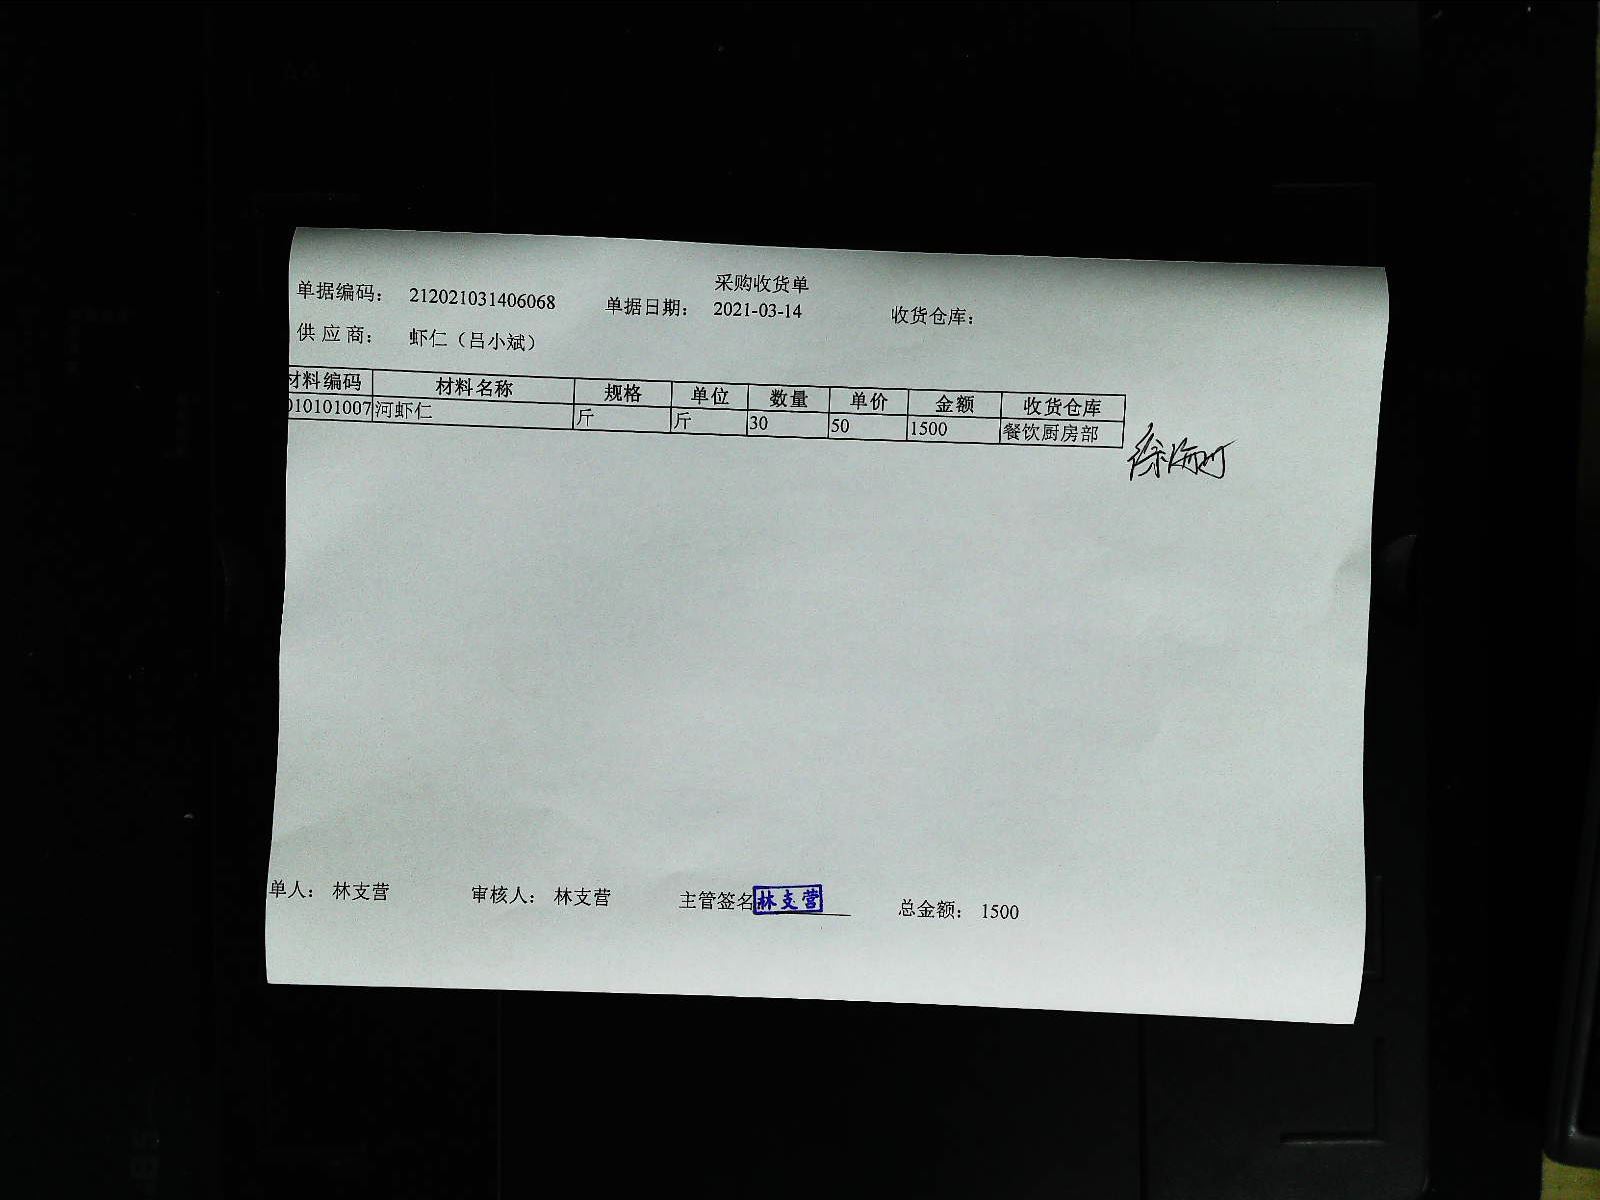 采购收货单
单据编码： 212021031406068 单据日期： 2021-03-14 收货仓库：
供应商： 虾仁（吕小斌）
材料编码 材料名称 规格 单位 数量 单价 金额 收货仓库
010101007 河虾仁 斤 斤 30 50 1500 餐饮厨房部
单人： 林支营 审核人： 林支营 主管签名 林支营 总金额： 1500